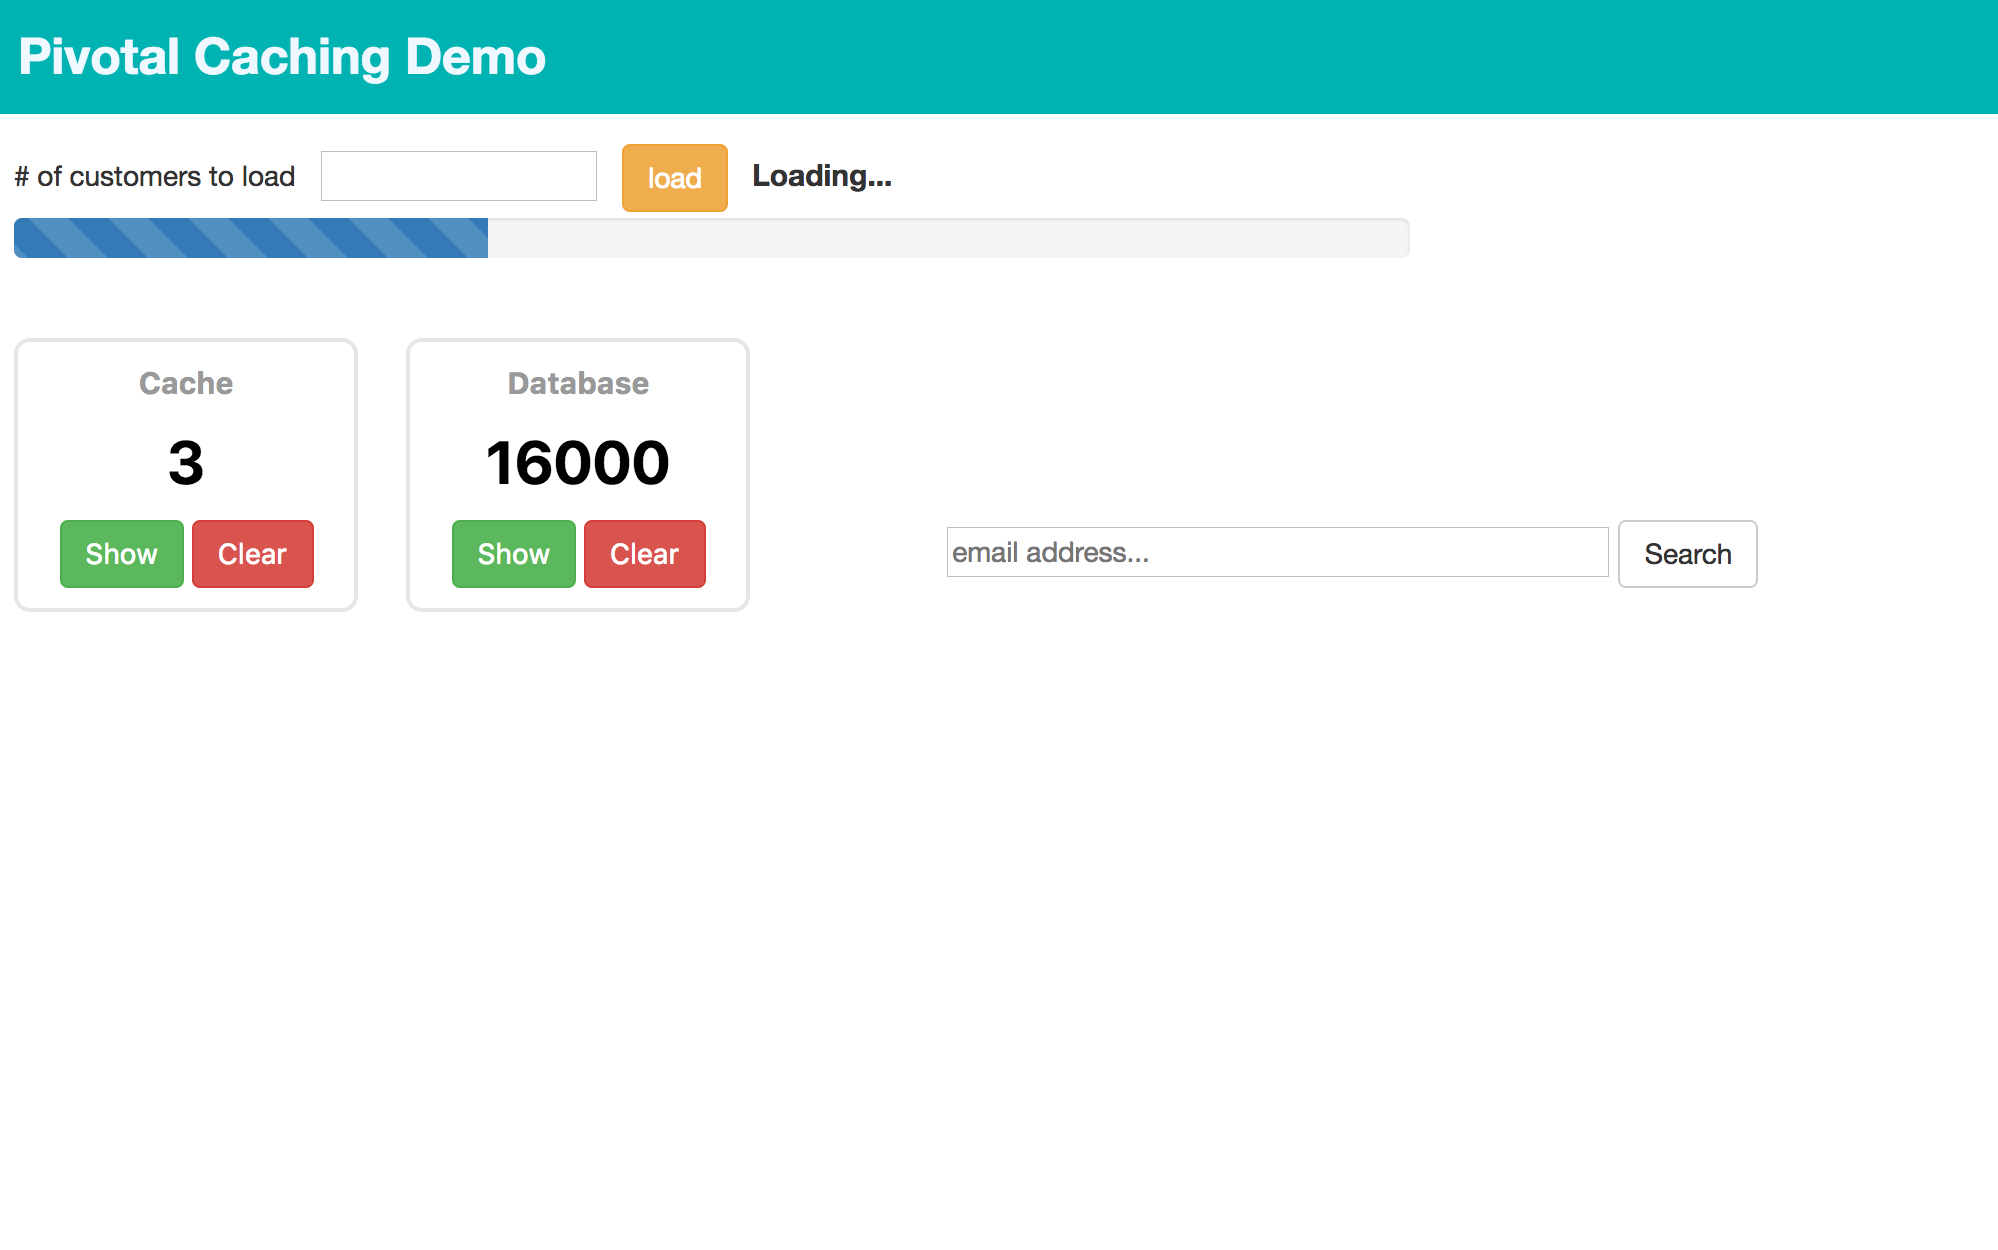 Pivotal Caching Demo
# of customers to load load Loading...
Cache
3
Show Clear
Database
16000
Show Clear
email address... Search